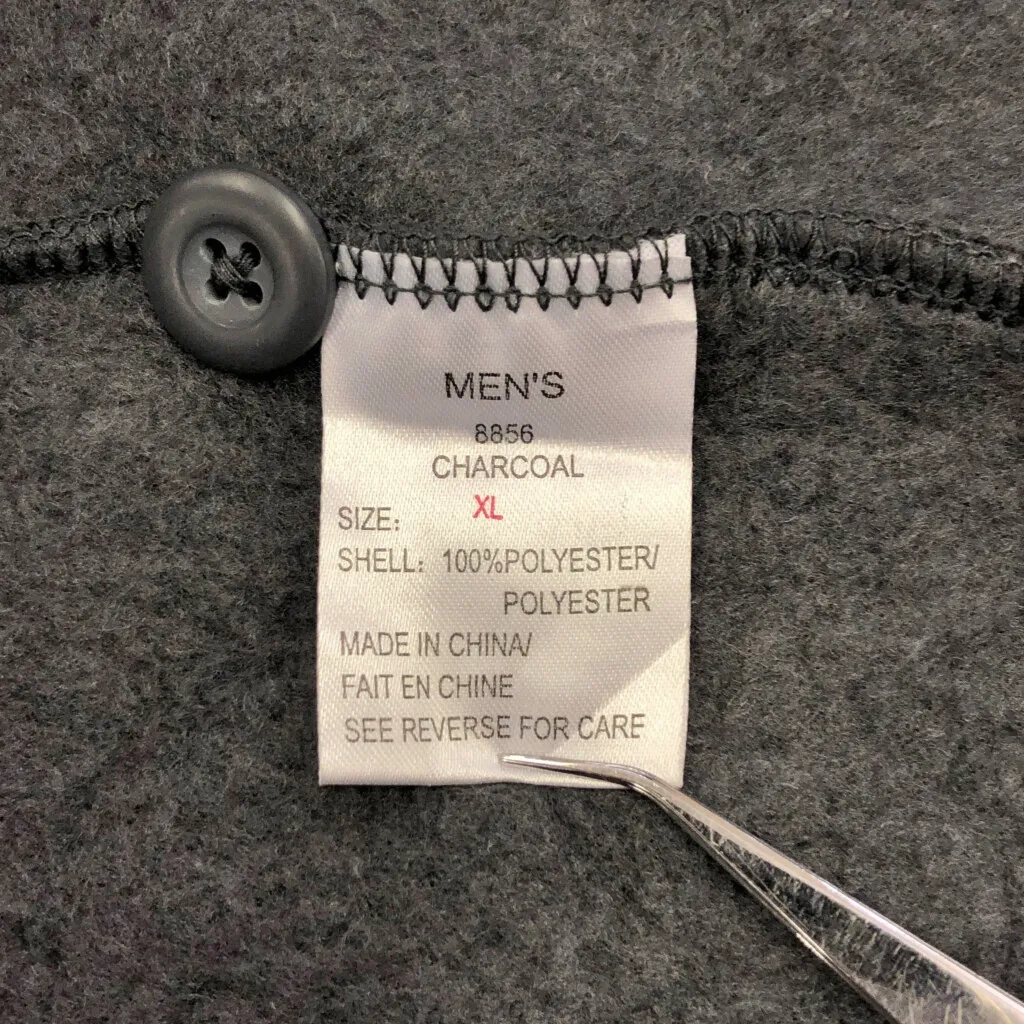 MEN'S
8856
CHARCOAL
SIZE: XL
SHELL: 100%POLYESTER/
POLYESTER
MADE IN CHINA/
FAIT EN CHINE
SEE REVERSE FOR CARE